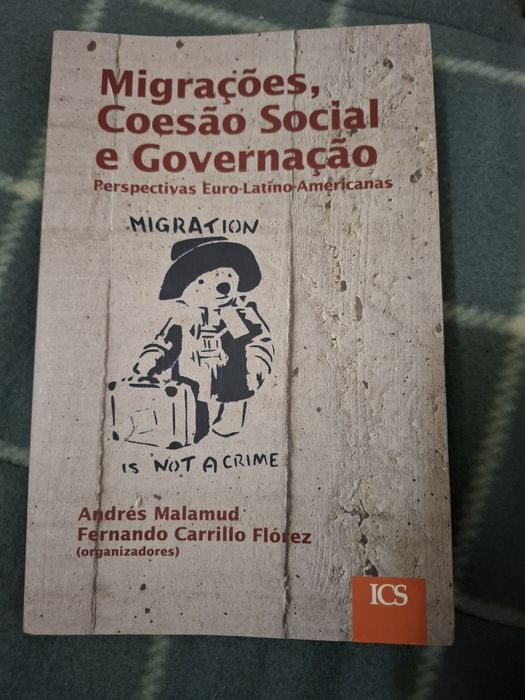 Migrações,
Coesão Social
e Governação
Perspectivas Euro-Latino-Americanas
MIGRATION
IS NOT A CRIME
Andrés Malamud
Fernando Carrillo Flórez
(organizadores)
ICS